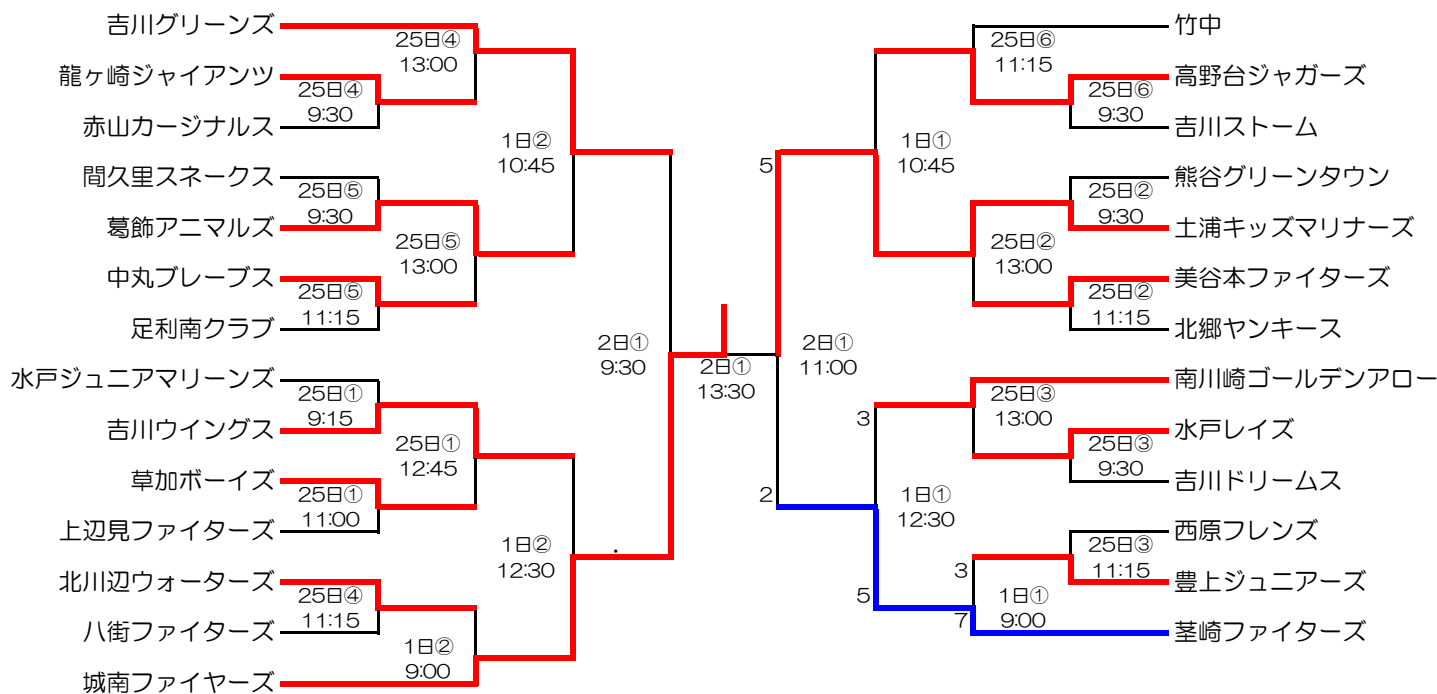 吉川グリーンズ
25日④
13:00
龍ヶ崎ジャイアンツ
25日④
9:30
赤山カージナルス
1日②
10:45
間久里スネークス
25日⑤
9:30
葛飾アニマルズ
25日⑤
13:00
中丸ブレーブス
25日⑤
11:15
足利南クラブ
2日①
9:30
水戸ジュニアマリーンズ
25日①
9:15
吉川ウイングス
25日①
12:45
草加ボーイズ
25日①
11:00
上辺見ファイターズ
1日②
12:30
北川辺ウォーターズ
25日④
11:15
八街ファイターズ
1日②
9:00
城南ファイヤーズ
2日①
13:30
竹中
25日⑥
11:15
高野台ジャガーズ
25日⑥
9:30
吉川ストーム
1日①
10:45
5
熊谷グリーンタウン
25日②
9:30
土浦キッズマリナーズ
25日②
13:00
美谷本ファイターズ
25日②
11:15
北郷ヤンキース
2日①
11:00
南川崎ゴールデンアロー
25日③
13:00
3
水戸レイズ
25日③
9:30
吉川ドリームス
2
1日①
12:30
西原フレンズ
25日③
11:15
3
豊上ジュニアーズ
5
1日①
9:00
7
茎崎ファイターズ